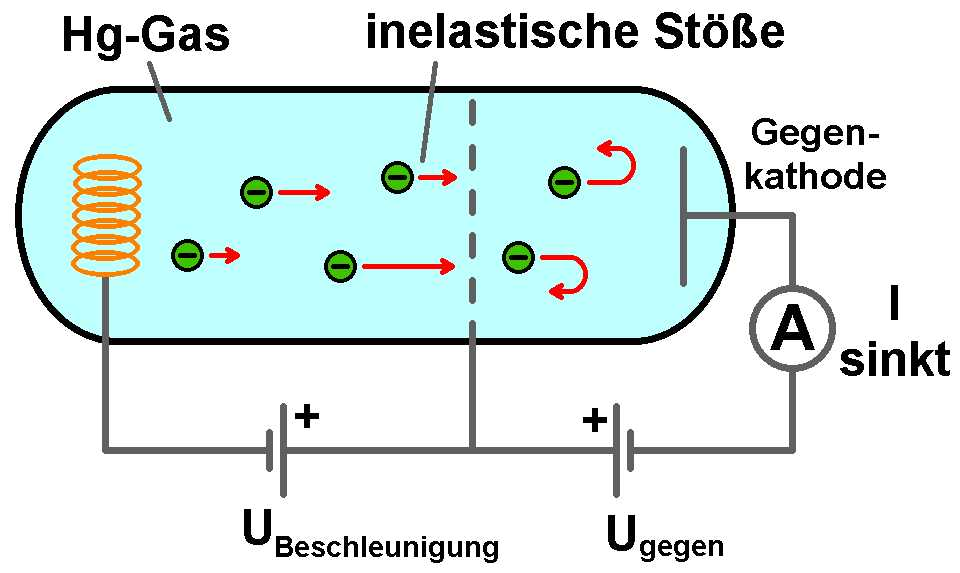 Hg-Gas
inelastische Stöße
Gegen-
kathode
A
I
sinkt
+
+
UBeschleunigung
Ugegen